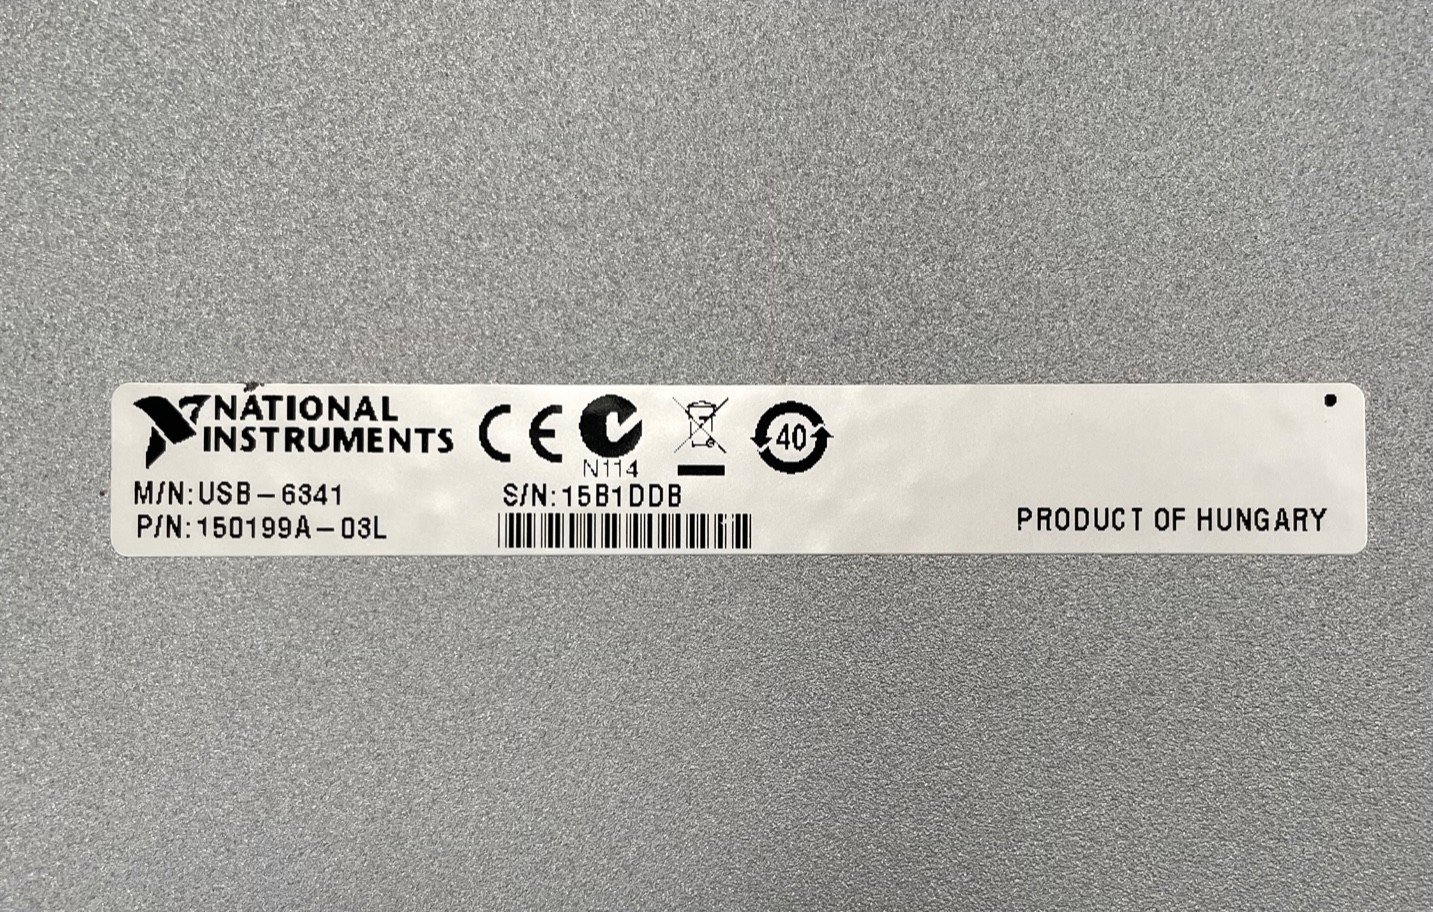 NATIONAL
INSTRUMENTS
CE
N114
40
M/N:USB-6341
S/N:15B1DDB
P/N:150199A-03L
PRODUCT OF HUNGARY